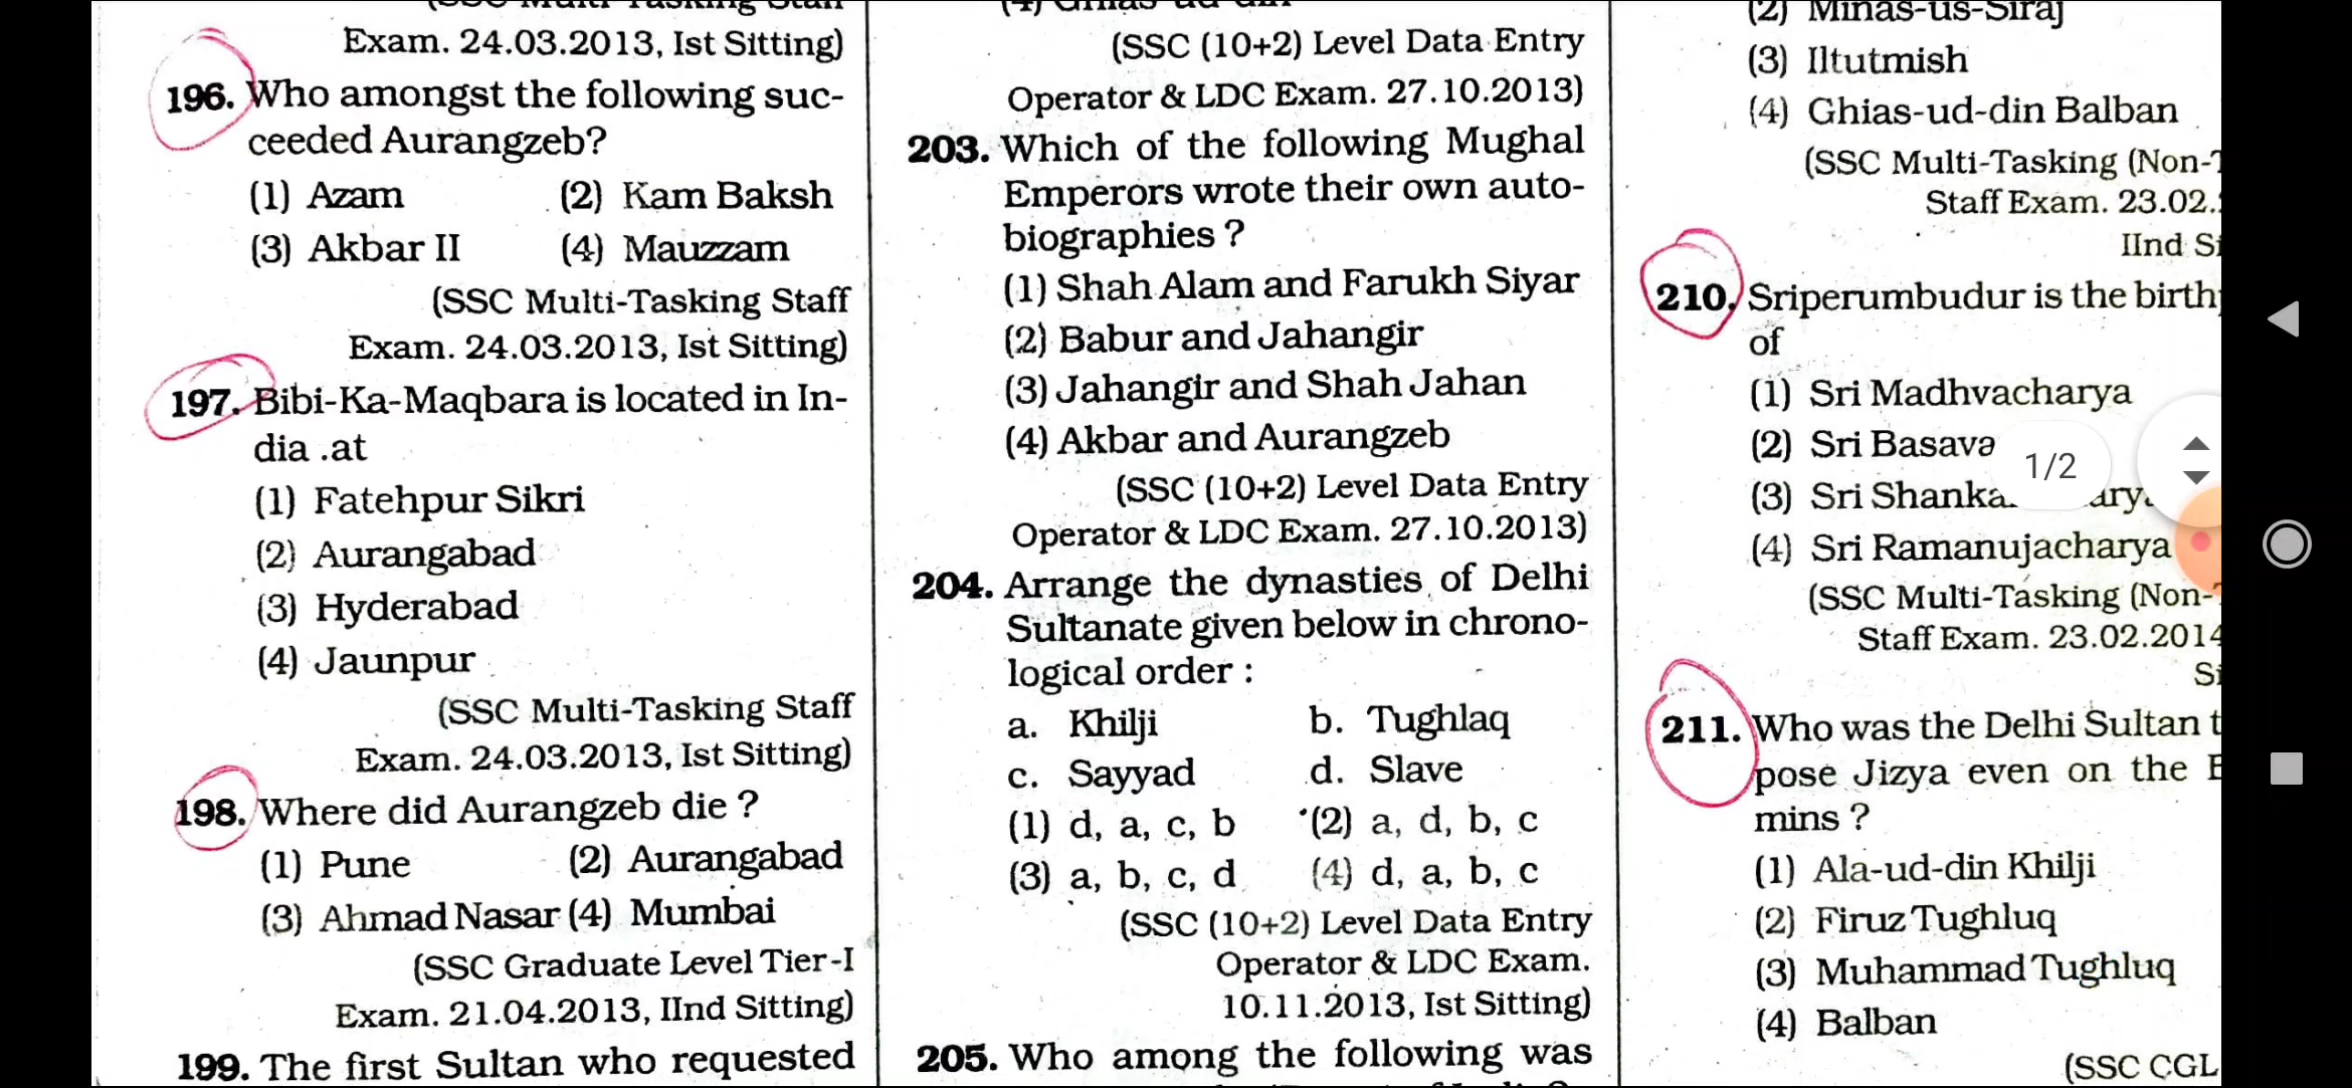 Exam. 24.03.2013, Ist Sitting)
196. Who amongst the following suc-
ceeded Aurangzeb?
(1) Azam (2) Kam Baksh
(3) Akbar II (4) Mauzzam
(SSC Multi-Tasking Staff
Exam. 24.03.2013, Ist Sitting)
197. Bibi-Ka-Maqbara is located in In-
dia .at
(1) Fatehpur Sikri
(2) Aurangabad
(3) Hyderabad
(4) Jaunpur
(SSC Multi-Tasking Staff
Exam. 24.03.2013, Ist Sitting)
198. Where did Aurangzeb die ?
(1) Pune (2) Aurangabad
(3) Ahmad Nasar (4) Mumbai
(SSC Graduate Level Tier-I
Exam. 21.04.2013, IInd Sitting)
199. The first Sultan who requested
(SSC (10+2) Level Data Entry
Operator & LDC Exam. 27.10.2013)
203. Which of the following Mughal
Emperors wrote their own auto-
biographies ?
(1) Shah Alam and Farukh Siyar
(2) Babur and Jahangir
(3) Jahangir and Shah Jahan
(4) Akbar and Aurangzeb
(SSC (10+2) Level Data Entry
Operator & LDC Exam. 27.10.2013)
204. Arrange the dynasties of Delhi
Sultanate given below in chrono-
logical order :
a. Khilji b. Tughlaq
c. Sayyad d. Slave
(1) d, a, c, b (2) a, d, b, c
(3) a, b, c, d (4) d, a, b, c
(SSC (10+2) Level Data Entry
Operator & LDC Exam.
10.11.2013, Ist Sitting)
205. Who among the following was
(2) Minas-us-Siraj
(3) Iltutmish
(4) Ghias-ud-din Balban
(SSC Multi-Tasking (Non-
Staff Exam. 23.02.
IInd
210. Sriperumbudur is the birth
of
(1) Sri Madhvacharya
(2) Sri Basava
1/2
(3) Sri
(4) Sri Ramanujacharya
(SSC Multi-Tasking (Non-
Staff Exam. 23.02.2014
211. Who was the Delhi Sultan
pose Jizya even on the
mins ?
(1) Ala-ud-din Khilji
(2) Firuz Tughluq
(3) Muhammad Tughluq
(4) Balban
(SSC CGL